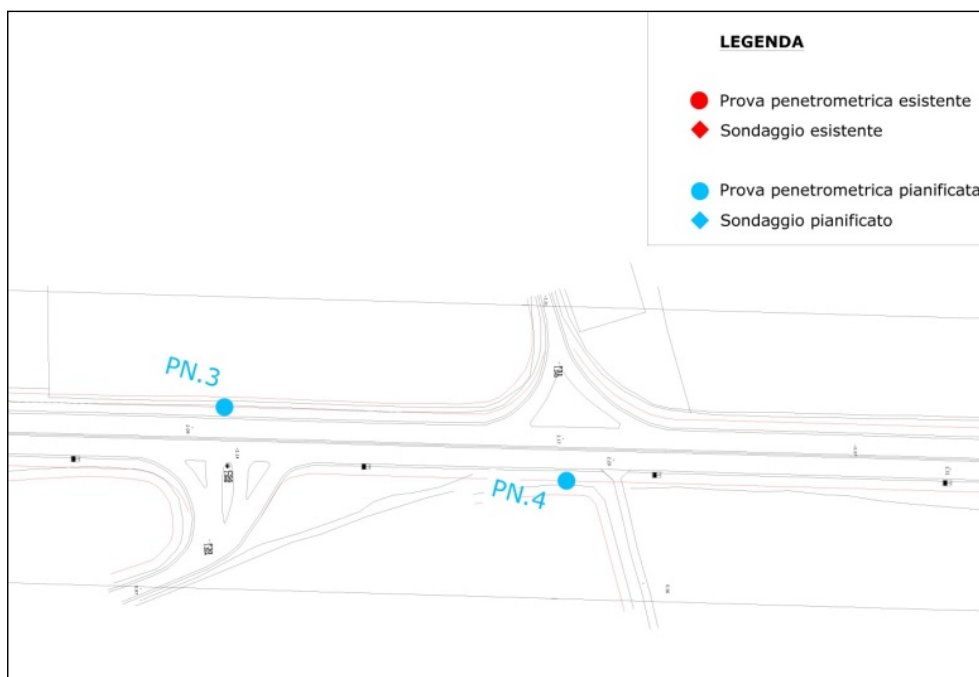 LEGENDA
Prova penetrometrica esistente
Sondaggio esistente
Prova penetrometrica pianificata
Sondaggio pianificato
PN.3
PN.4